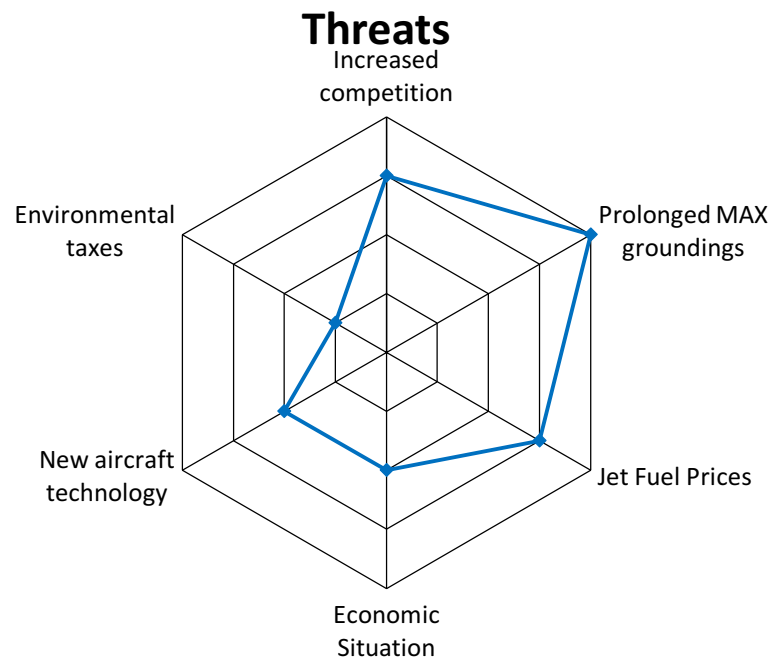 Threats
Increased
competition
Environmental
taxes
Prolonged MAX
groundings
New aircraft
technology
Jet Fuel Prices
Economic
Situation